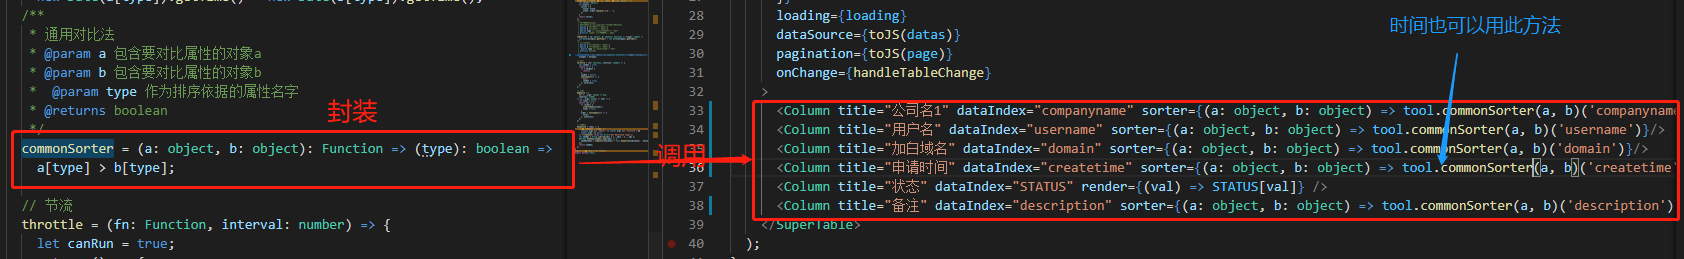 new Date(a[type]).getTime() - new Date(b[type]).getTime();
/**
* 通用对比法
* @param a 包含要对比属性的对象a
* @param b 包含要对比属性的对象b
*  @param type 作为排序依据的属性名字
* @returns boolean
*/
封装
commonSorter = (a: object, b: object): Function => (type): boolean =>
a[type] > b[type];
// 节流
throttle = (fn: Function, interval: number) => {
let canRun = true;
调用
时间也可以用此方法
28 loading={loading}
29 dataSource={toJS(datas)}
30 pagination={toJS(page)}
31 onChange={handleTableChange}
32 >
33 <Column title="公司名1" dataIndex="companyname" sorter={(a: object, b: object) => tool.commonSorter(a, b)('companyname
34 <Column title="用户名" dataIndex="username" sorter={(a: object, b: object) => tool.commonSorter(a, b)('username')}/>
35 <Column title="加白域名" dataIndex="domain" sorter={(a: object, b: object) => tool.commonSorter(a, b)('domain')}/>
36 <Column title="申请时间" dataIndex="createtime" sorter={(a: object, b: object) => tool.commonSorter(a, b)('createtime'
37 <Column title="状态" dataIndex="STATUS" render={(val) => STATUS[val]} />
38 <Column title="备注" dataIndex="description" sorter={(a: object, b: object) => tool.commonSorter(a, b)('description')
39 </SuperTable>
40 );